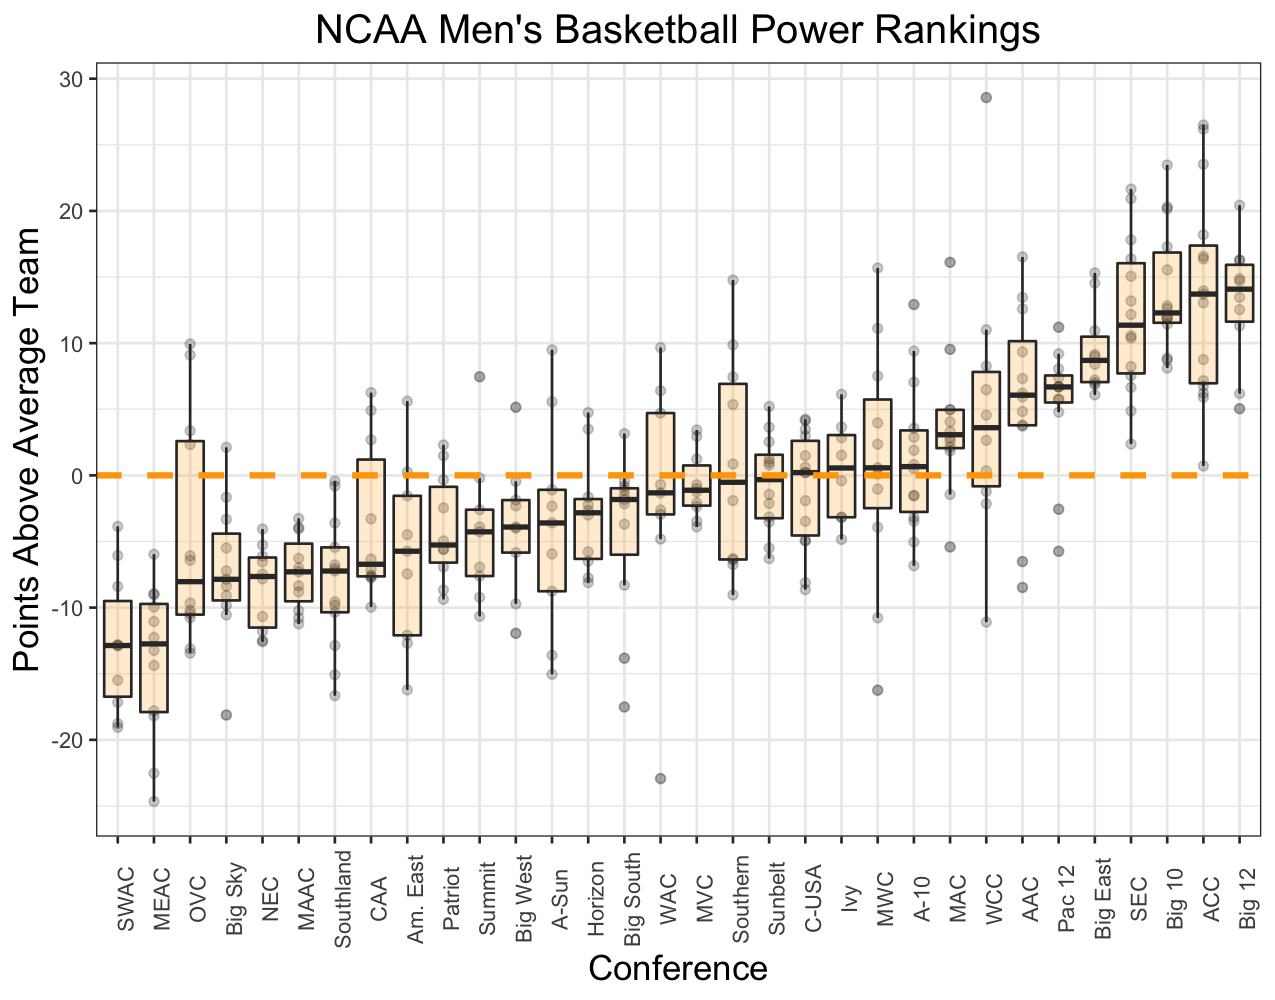 NCAA Men's Basketball Power Rankings
Points Above Average Team
30
20
10
0
-10
-20
SWAC
MEAC
OVC
Big Sky
NEC
MAAC
Southland
CAA
Am. East
Patriot
Summit
Big West
A-Sun
Horizon
Big South
WAC
MVC
Southern
Sunbelt
C-USA
Ivy
MWC
A-10
MAC
WCC
AAC
Pac 12
Big East
SEC
Big 10
ACC
Big 12
Conference